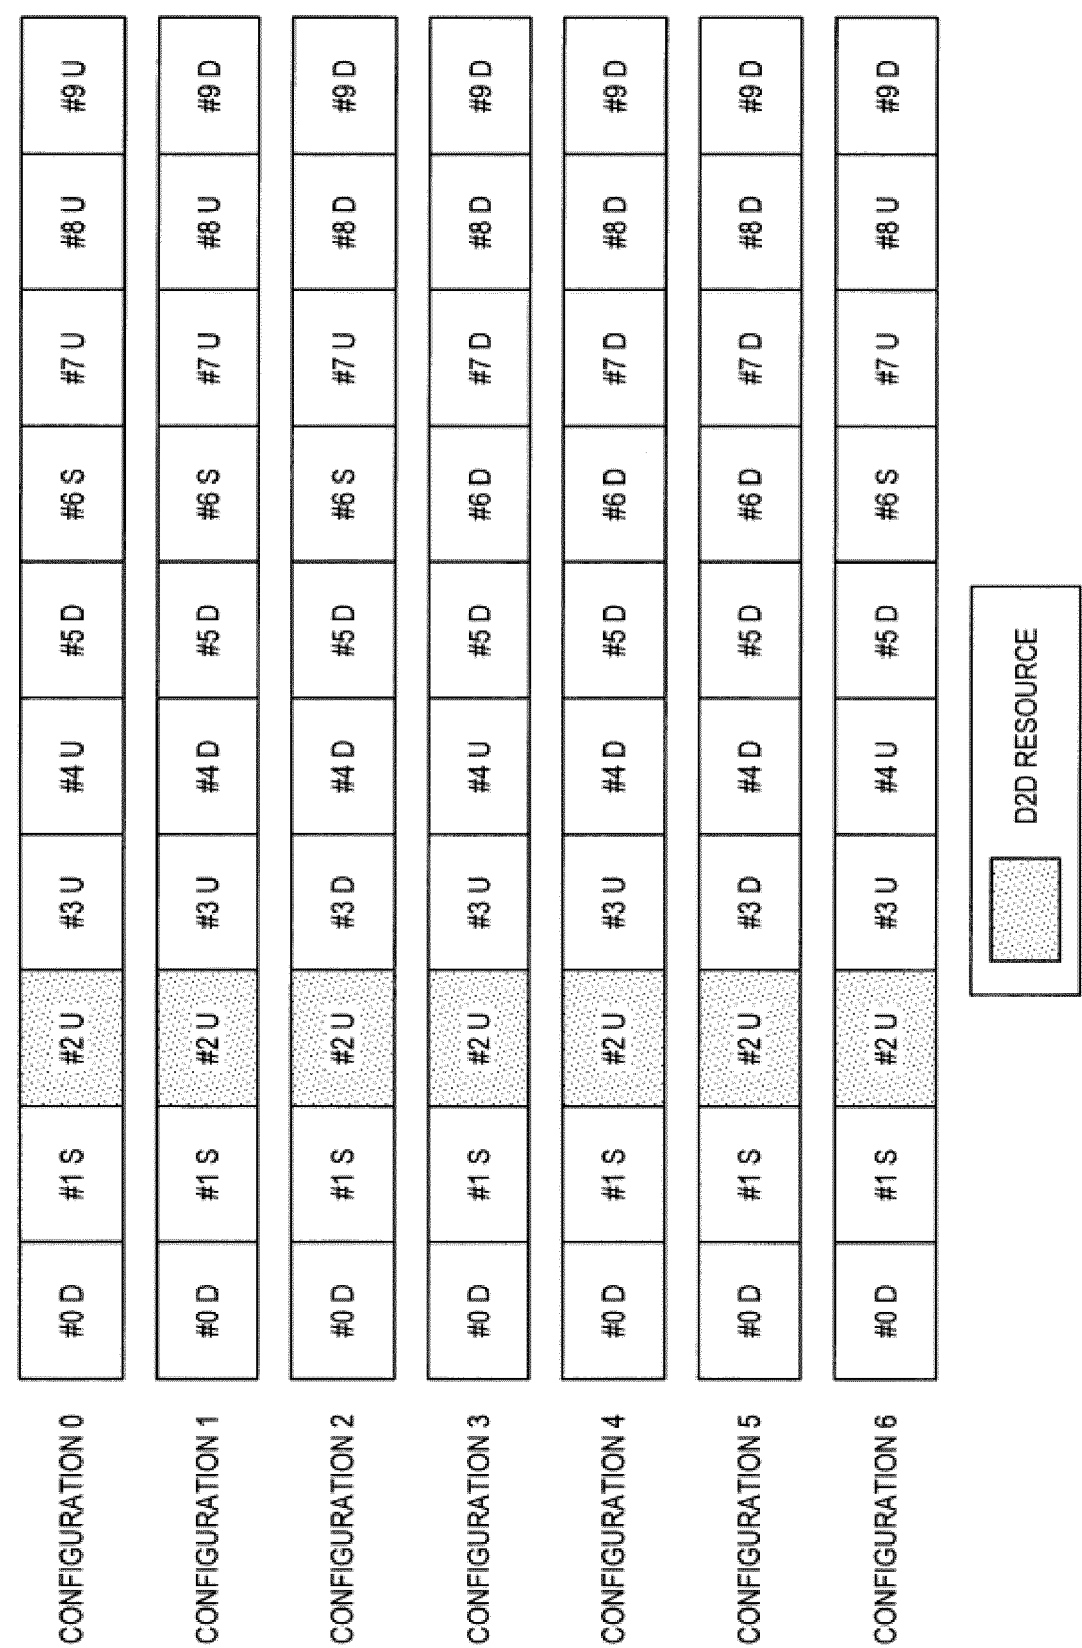 CONFIGURATION 0 #0 D #1 S #2 U #3 U #4 U #5 D #6 S #7 U #8 U #9 U
CONFIGURATION 1 #0 D #1 S #2 U #3 U #4 D #5 D #6 S #7 U #8 U #9 D
CONFIGURATION 2 #0 D #1 S #2 U #3 D #4 D #5 D #6 S #7 U #8 D #9 D
CONFIGURATION 3 #0 D #1 S #2 U #3 U #4 U #5 D #6 D #7 D #8 D #9 D
CONFIGURATION 4 #0 D #1 S #2 U #3 U #4 D #5 D #6 D #7 D #8 D #9 D
CONFIGURATION 5 #0 D #1 S #2 U #3 D #4 D #5 D #6 D #7 D #8 D #9 D
CONFIGURATION 6 #0 D #1 S #2 U #3 U #4 U #5 D #6 S #7 U #8 U #9 D
D2D RESOURCE